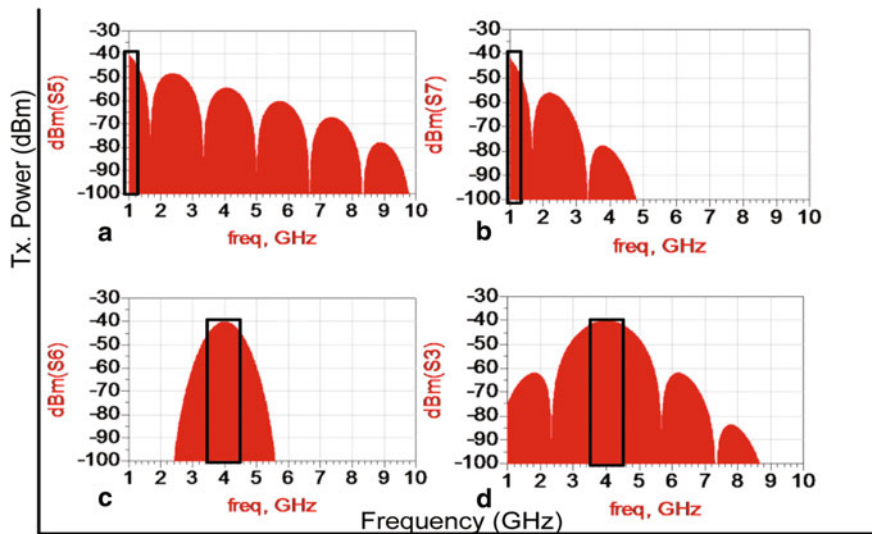 Tx. Power (dBm)
dBm(S5)
-30
-40
-50
-60
-70
-80
-90
-100
1 2 3 4 5 6 7 8 9 10
a
freq, GHz
dBm(S7)
-30
-40
-50
-60
-70
-80
-90
-100
1 2 3 4 5 6 7 8 9 10
b
freq, GHz
dBm(S6)
-30
-40
-50
-60
-70
-80
-90
-100
1 2 3 4 5 6 7 8 9 10
c
freq, GHz
dBm(S3)
-30
-40
-50
-60
-70
-80
-90
-100
1 2 3 4 5 6 7 8 9 10
d
freq, GHz
Frequency (GHz)